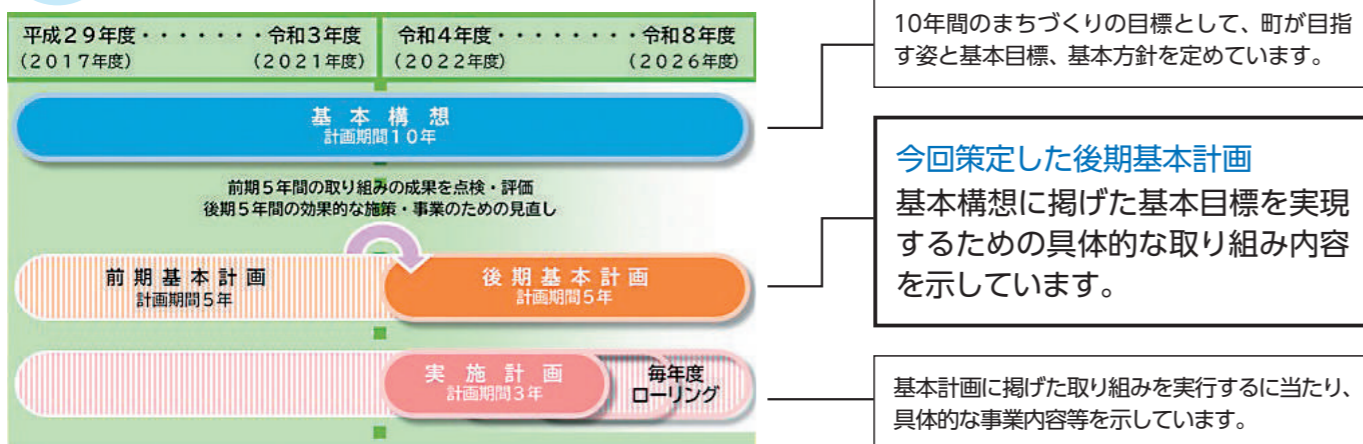 平成29年度・・・・・・・令和3年度
(2017年度) (2021年度)
令和4年度・・・・・・・・令和8年度
(2022年度) (2026年度)
基本構想
計画期間10年
前期5年間の取り組みの成果を点検・評価
後期5年間の効果的な施策・事業のための見直し
前期基本計画
計画期間5年
後期基本計画
計画期間5年
実施計画
計画期間3年
毎年度
ローリング
10年間のまちづくりの目標として、町が目指
す姿と基本目標、基本方針を定めています。
今回策定した後期基本計画
基本構想に掲げた基本目標を実現
するための具体的な取り組み内容
を示しています。
基本計画に掲げた取り組みを実行するに当たり、
具体的な事業内容等を示しています。